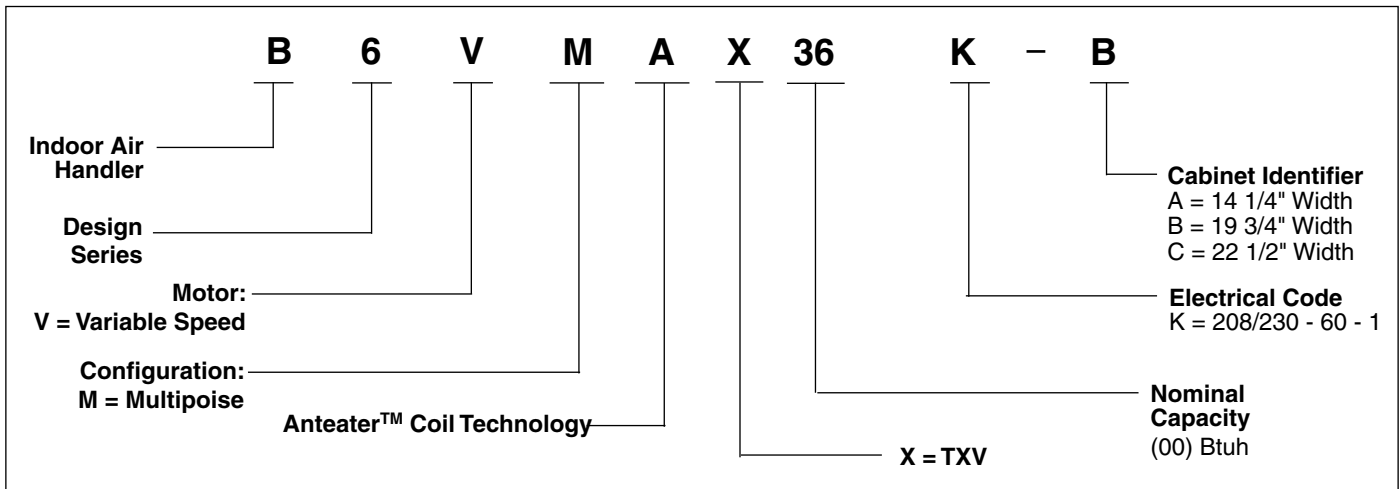 B 6 V M A X 36 K – B
Indoor Air
Handler
Design
Series
Motor:
V = Variable Speed
Configuration:
M = Multipoise
Anteater™ Coil Technology
X = TXV
Nominal
Capacity
(00) Btuh
Electrical Code
K = 208/230 - 60 - 1
Cabinet Identifier
A = 14 1/4" Width
B = 19 3/4" Width
C = 22 1/2" Width